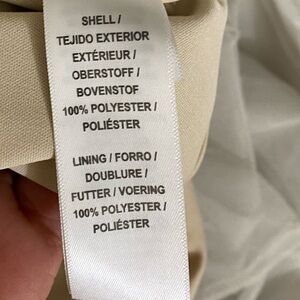 SHELL /
TEJIDO EXTERIOR
EXTÉRIEUR /
OBERSTOFF /
BOVENSTOF
100% POLYESTER /
POLIÉSTER
LINING / FORRO /
DOUBLURE /
FUTTER / VOERING
100% POLYESTER /
POLIÉSTER